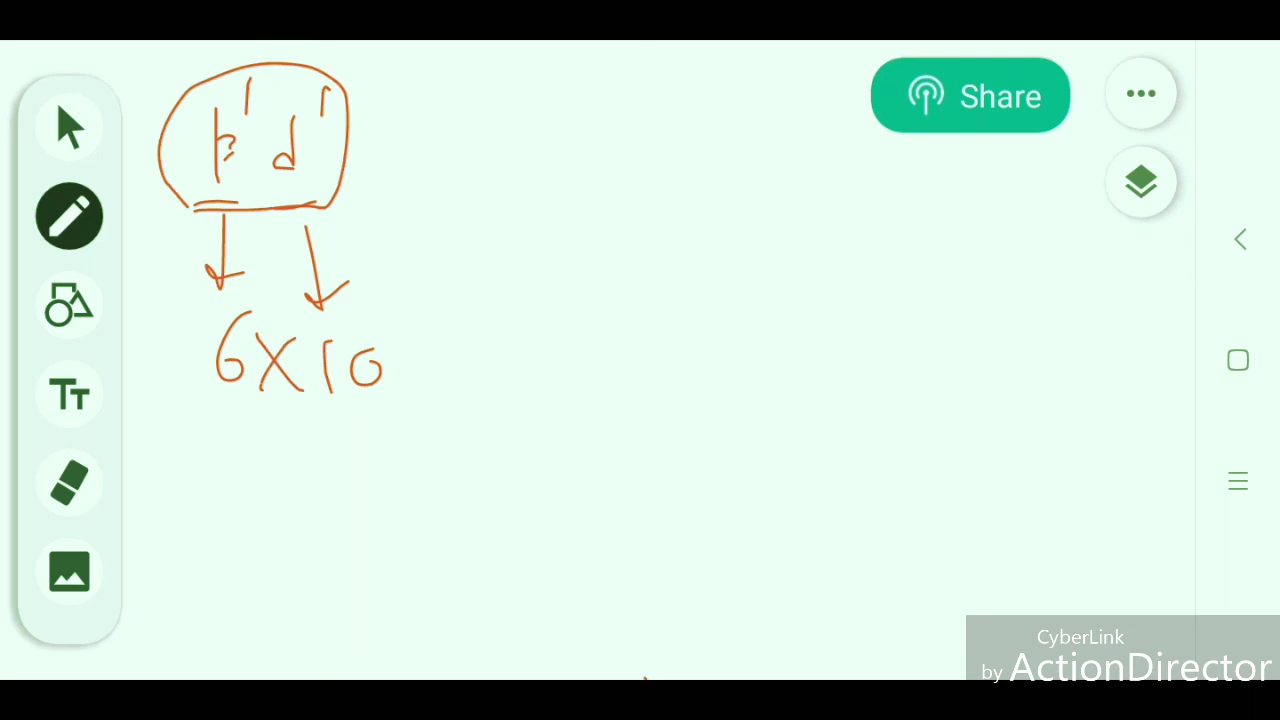 Share
p' d'
6X10
Tт
CyberLink
by ActionDirector